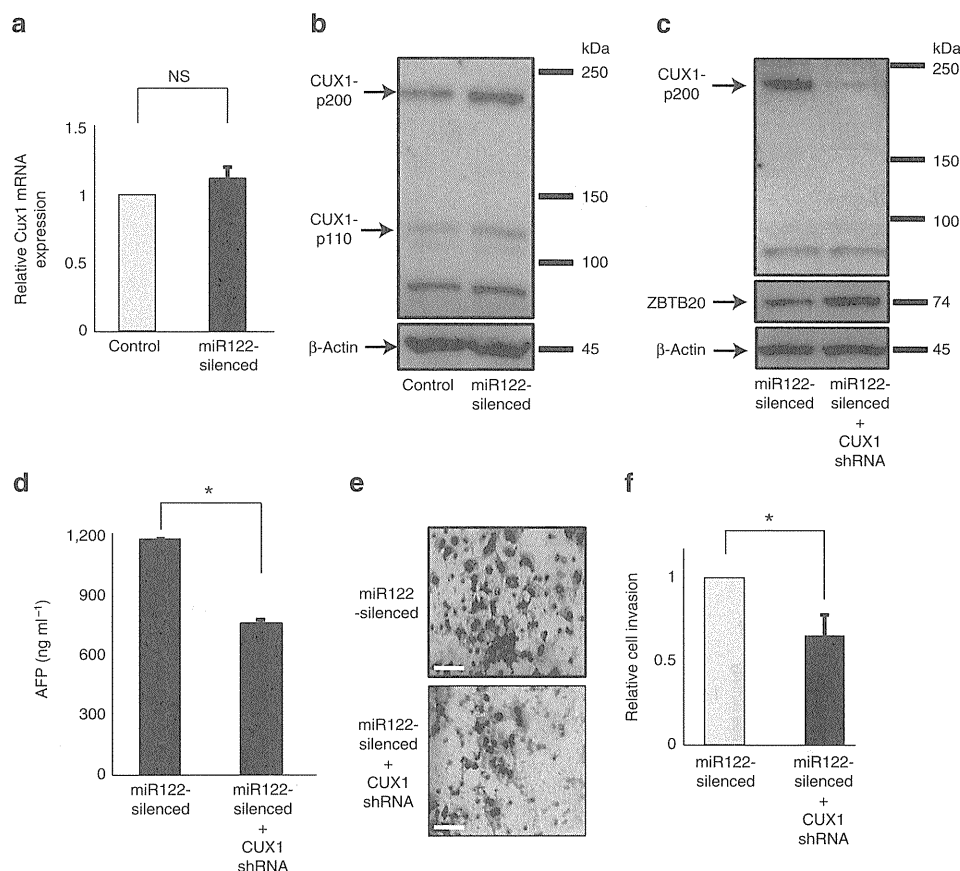 a
NS
Relative Cux1 mRNA
expression
1.5
1
0.5
0
Control
miR122-
silenced
b
kDa
CUX1-
p200
250
150
CUX1-
p110
100
β-Actin
45
Control
miR122-
silenced
c
kDa
CUX1-
p200
250
150
100
ZBTB20
74
β-Actin
45
miR122-
silenced
miR122-
silenced
+
CUX1
shRNA
d
*
AFP (ng ml⁻¹)
1,200
900
600
300
0
miR122-
silenced
miR122-
silenced
+
CUX1
shRNA
e
miR122
-silenced
miR122-
silenced
+
CUX1
shRNA
f
*
Relative cell invasion
1
0.5
0
miR122-
silenced
miR122-
silenced
+
CUX1
shRNA